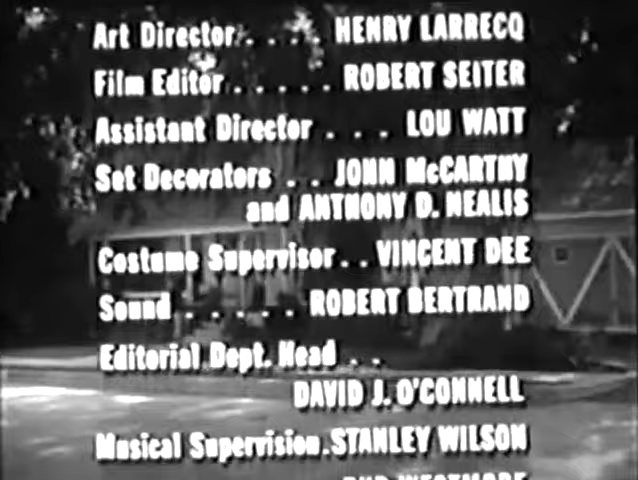 Art Director . . . . HENRY LARRECQ
Film Editor . . . . . ROBERT SEITER
Assistant Director . . . LOU WATT
Set Decorators . . JOHN McCARTHY
and ANTHONY D. NEALIS
Costume Supervisor . . VINCENT DEE
Sound . . . . . ROBERT BERTRAND
Editorial Dept. Head . .
DAVID J. O'CONNELL
Musical Supervision . STANLEY WILSON